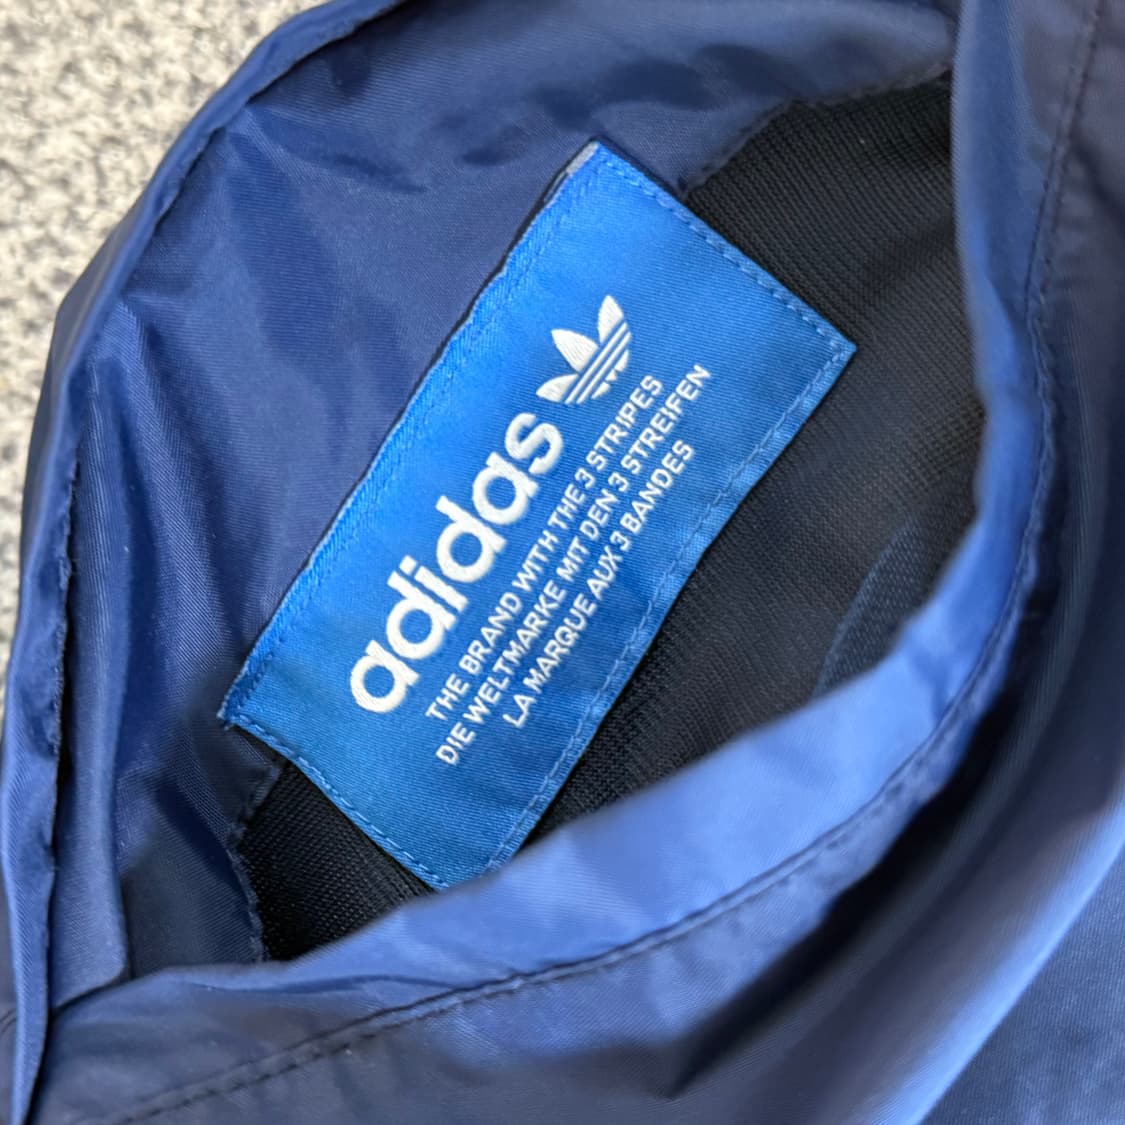 adidas
THE BRAND WITH THE 3 STRIPES
DIE WELTMARKE MIT DEN 3 STREIFEN
LA MARQUE AUX 3 BANDES